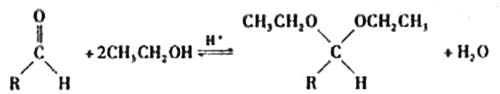 O
C
R H
+2CH₃CH₂OH
H⁺
CH₃CH₂O OCH₂CH₃
C
R H
+H₂O